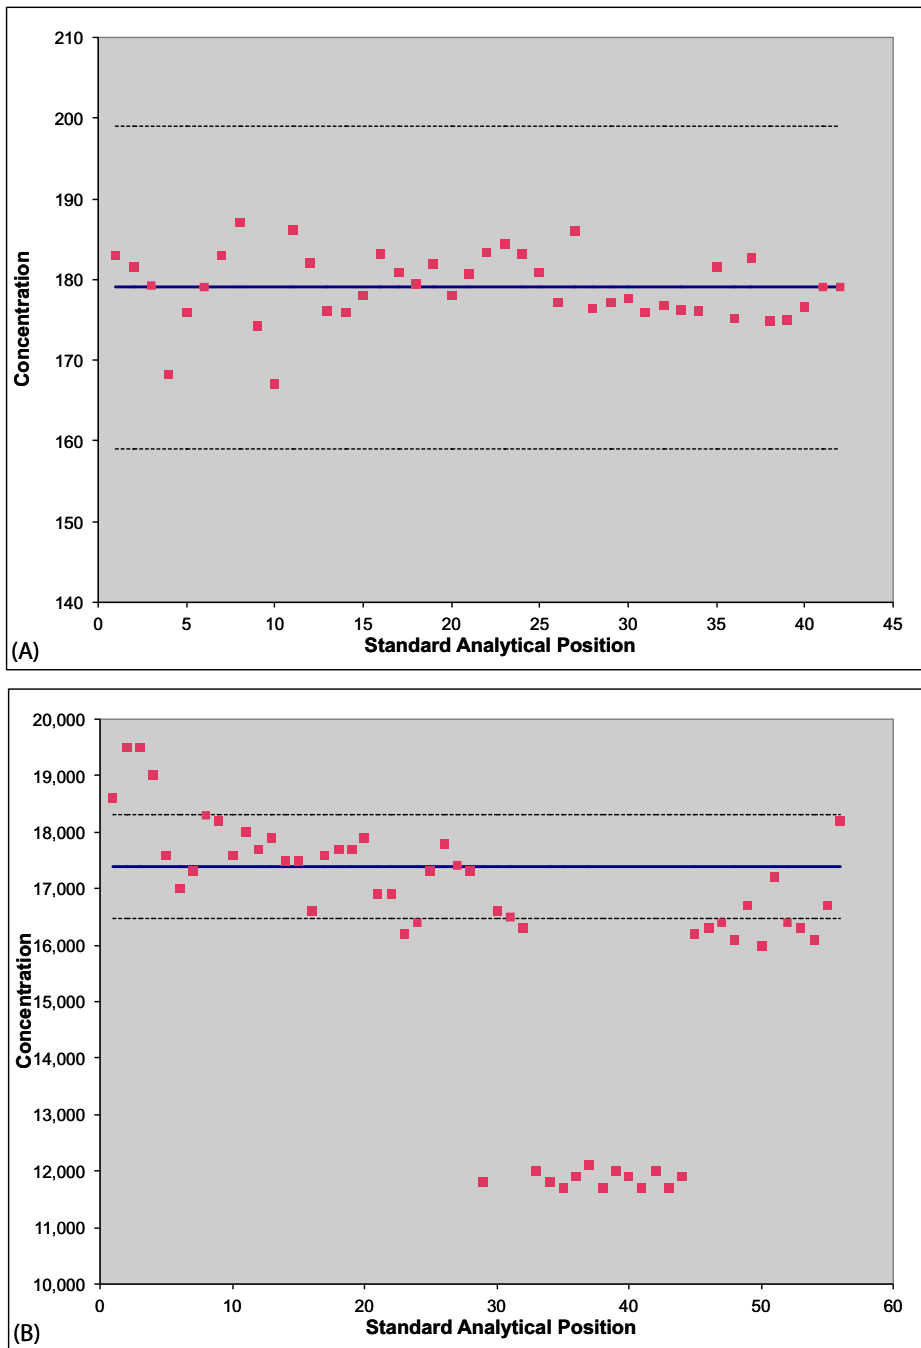 210
200
190
180
170
160
150
140
0 5 10 15 20 25 30 35 40 45
Concentration
Standard Analytical Position
(A)
20,000
19,000
18,000
17,000
16,000
15,000
14,000
13,000
12,000
11,000
10,000
0 10 20 30 40 50 60
Concentration
Standard Analytical Position
(B)